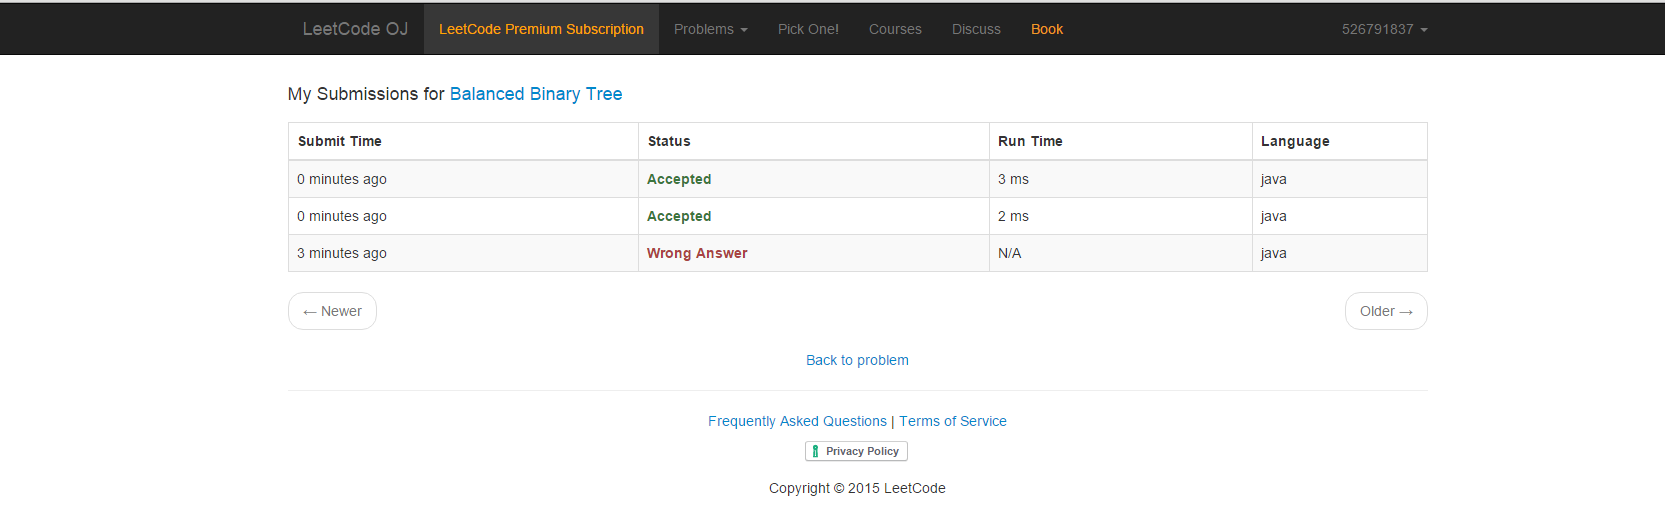 LeetCode OJ LeetCode Premium Subscription Problems Pick One! Courses Discuss Book 526791837
My Submissions for Balanced Binary Tree
Submit Time Status Run Time Language
0 minutes ago Accepted 3 ms java
0 minutes ago Accepted 2 ms java
3 minutes ago Wrong Answer N/A java
← Newer Older →
Back to problem
Frequently Asked Questions | Terms of Service
Privacy Policy
Copyright © 2015 LeetCode